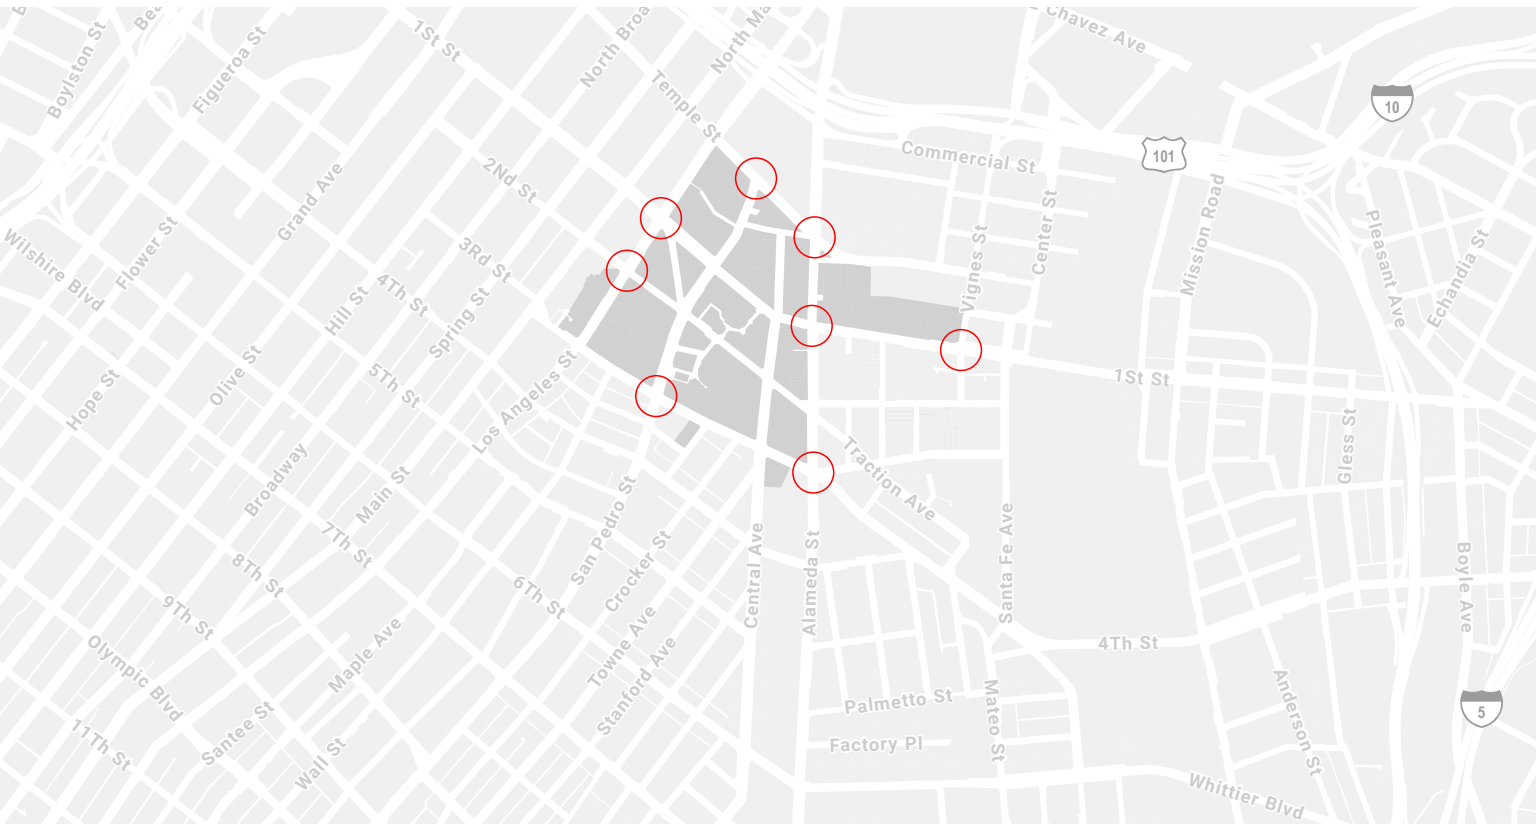 Boylston St
Figueroa St
1St St
North Broa
North Ma
Chavez Ave
Temple St
10
101
Commercial St
2Nd St
Grand Ave
Center St
Mission Road
Pleasant Ave
Echandia St
Vignes St
Wilshire Blvd
Flower St
3Rd St
4Th St
Hill St
Spring St
1St St
5Th St
Olive St
Hope St
Los Angeles St
Gless St
Broadway
Main St
Traction Ave
San Pedro St
7Th St
Crocker St
Central Ave
Alameda St
Santa Fe Ave
Boyle Ave
8Th St
6Th St
9Th St
Maple Ave
Towne Ave
Stanford Ave
4Th St
Olympic Blvd
Santee St
Wall St
11Th St
Palmetto St
Factory Pl
Mateo St
Anderson St
5
Whittier Blvd